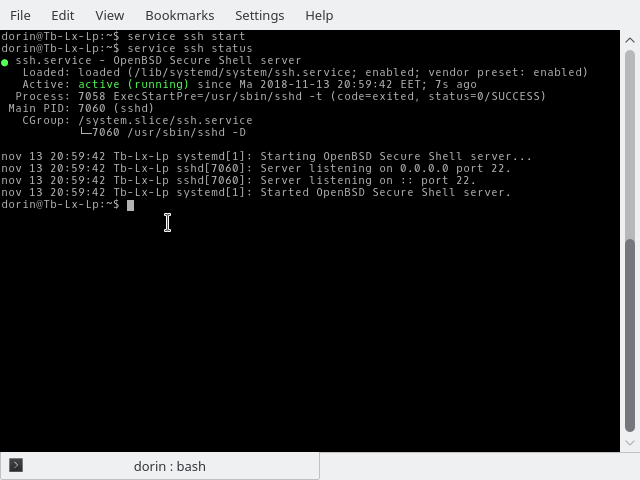 File Edit View Bookmarks Settings Help
dorin@Tb-Lx-Lp:~$ service ssh start
dorin@Tb-Lx-Lp:~$ service ssh status
● ssh.service - OpenBSD Secure Shell server
   Loaded: loaded (/lib/systemd/system/ssh.service; enabled; vendor preset: enabled)
   Active: active (running) since Ma 2018-11-13 20:59:42 EET; 7s ago
  Process: 7058 ExecStartPre=/usr/sbin/sshd -t (code=exited, status=0/SUCCESS)
 Main PID: 7060 (sshd)
   CGroup: /system.slice/ssh.service
           └─7060 /usr/sbin/sshd -D
nov 13 20:59:42 Tb-Lx-Lp systemd[1]: Starting OpenBSD Secure Shell server...
nov 13 20:59:42 Tb-Lx-Lp sshd[7060]: Server listening on 0.0.0.0 port 22.
nov 13 20:59:42 Tb-Lx-Lp sshd[7060]: Server listening on :: port 22.
nov 13 20:59:42 Tb-Lx-Lp systemd[1]: Started OpenBSD Secure Shell server.
dorin@Tb-Lx-Lp:~$
dorin : bash